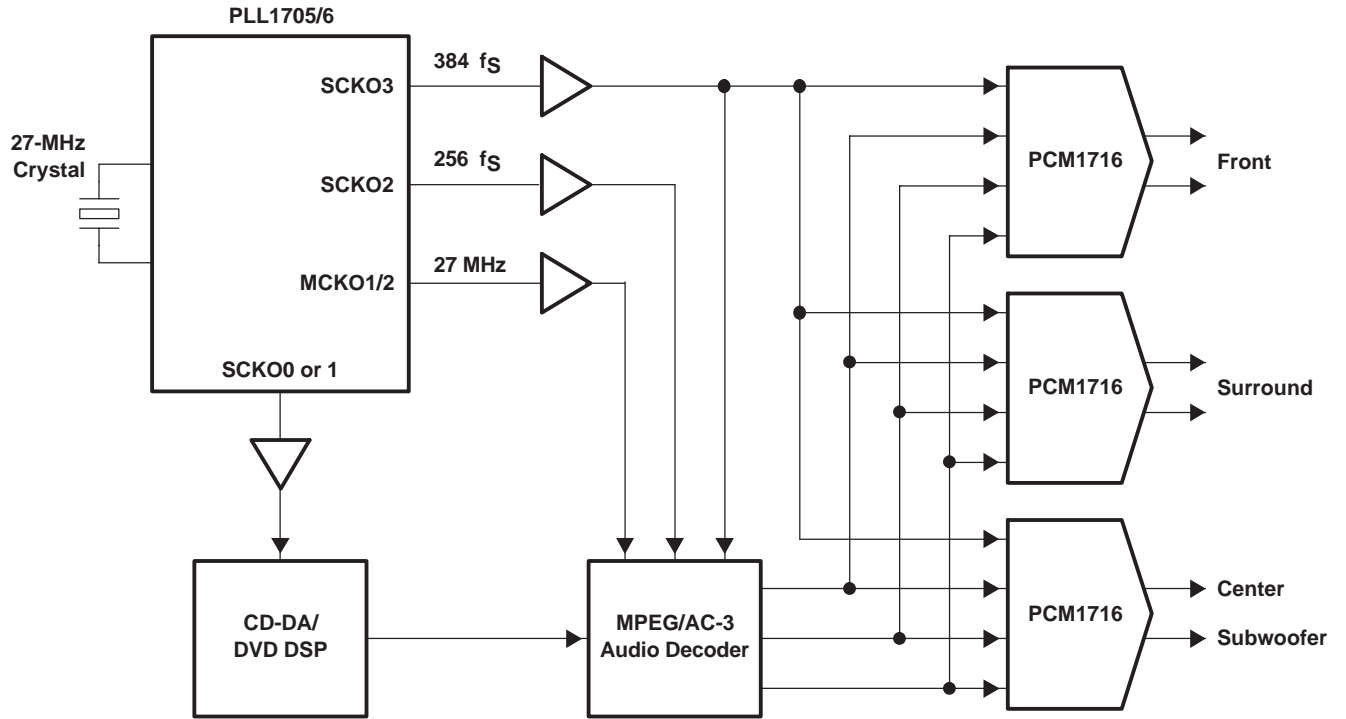 PLL1705/6
27-MHz
Crystal
SCKO3
SCKO2
MCKO1/2
SCKO0 or 1
384 fS
256 fS
27 MHz
PCM1716
Front
PCM1716
Surround
PCM1716
Center
Subwoofer
CD-DA/
DVD DSP
MPEG/AC-3
Audio Decoder